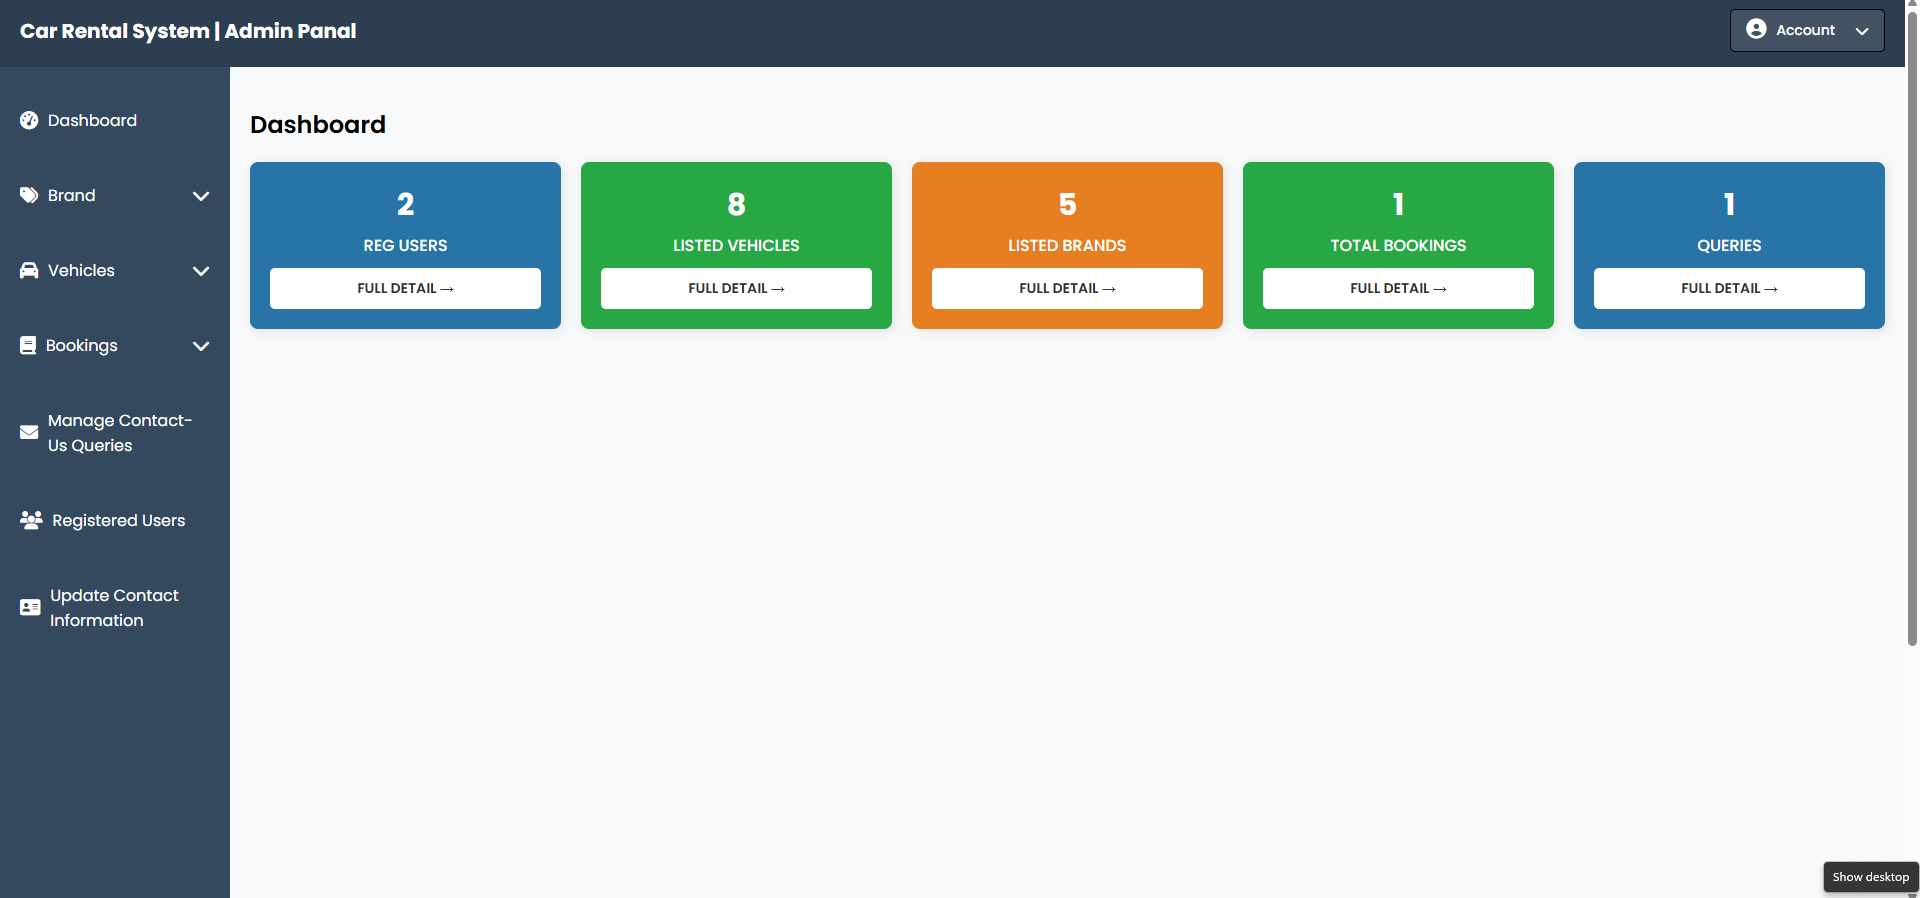 Car Rental System | Admin Panal
Account
Dashboard
Brand
Vehicles
Bookings
Manage Contact-
Us Queries
Registered Users
Update Contact
Information
Dashboard
2
REG USERS
FULL DETAIL →
8
LISTED VEHICLES
FULL DETAIL →
5
LISTED BRANDS
FULL DETAIL →
1
TOTAL BOOKINGS
FULL DETAIL →
1
QUERIES
FULL DETAIL →
Show desktop